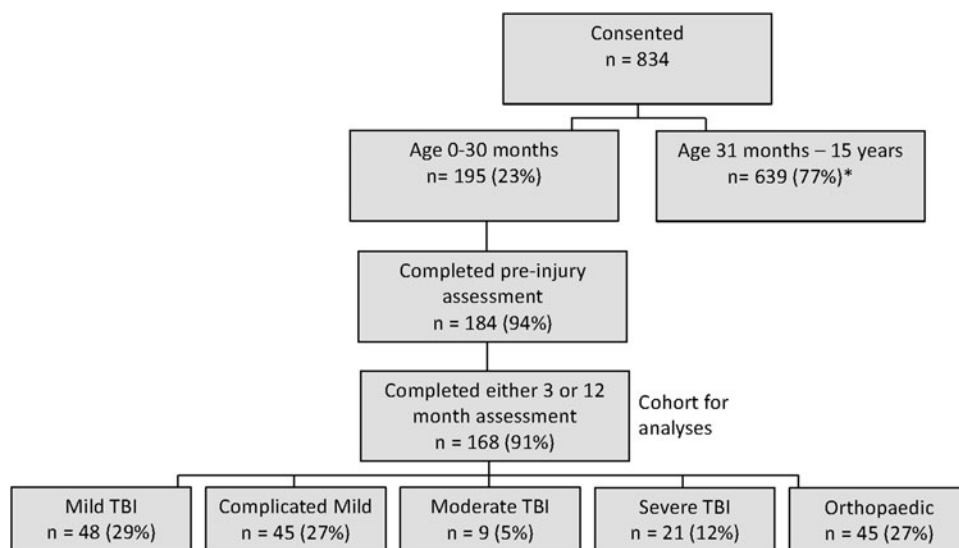 Consented
n = 834
Age 0-30 months
n= 195 (23%)
Age 31 months – 15 years
n= 639 (77%)*
Completed pre-injury
assessment
n = 184 (94%)
Completed either 3 or 12
month assessment
n = 168 (91%)
Cohort for
analyses
Mild TBI
n = 48 (29%)
Complicated Mild
n = 45 (27%)
Moderate TBI
n = 9 (5%)
Severe TBI
n = 21 (12%)
Orthopaedic
n = 45 (27%)